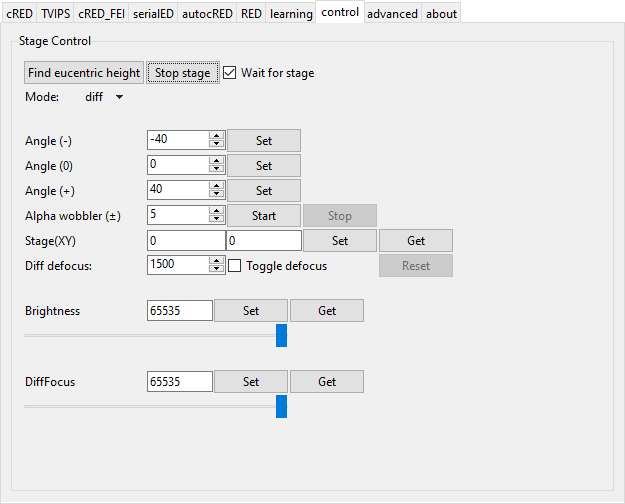 cRED TVIPS cRED_FEI serialED autocRED RED learning control advanced about
Stage Control
Find eucentric height Stop stage Wait for stage
Mode: diff
Angle (-) -40 Set
Angle (0) 0 Set
Angle (+) 40 Set
Alpha wobbler (±) 5 Start Stop
Stage(XY) 0 0 Set Get
Diff defocus: 1500 Toggle defocus Reset
Brightness 65535 Set Get
DiffFocus 65535 Set Get